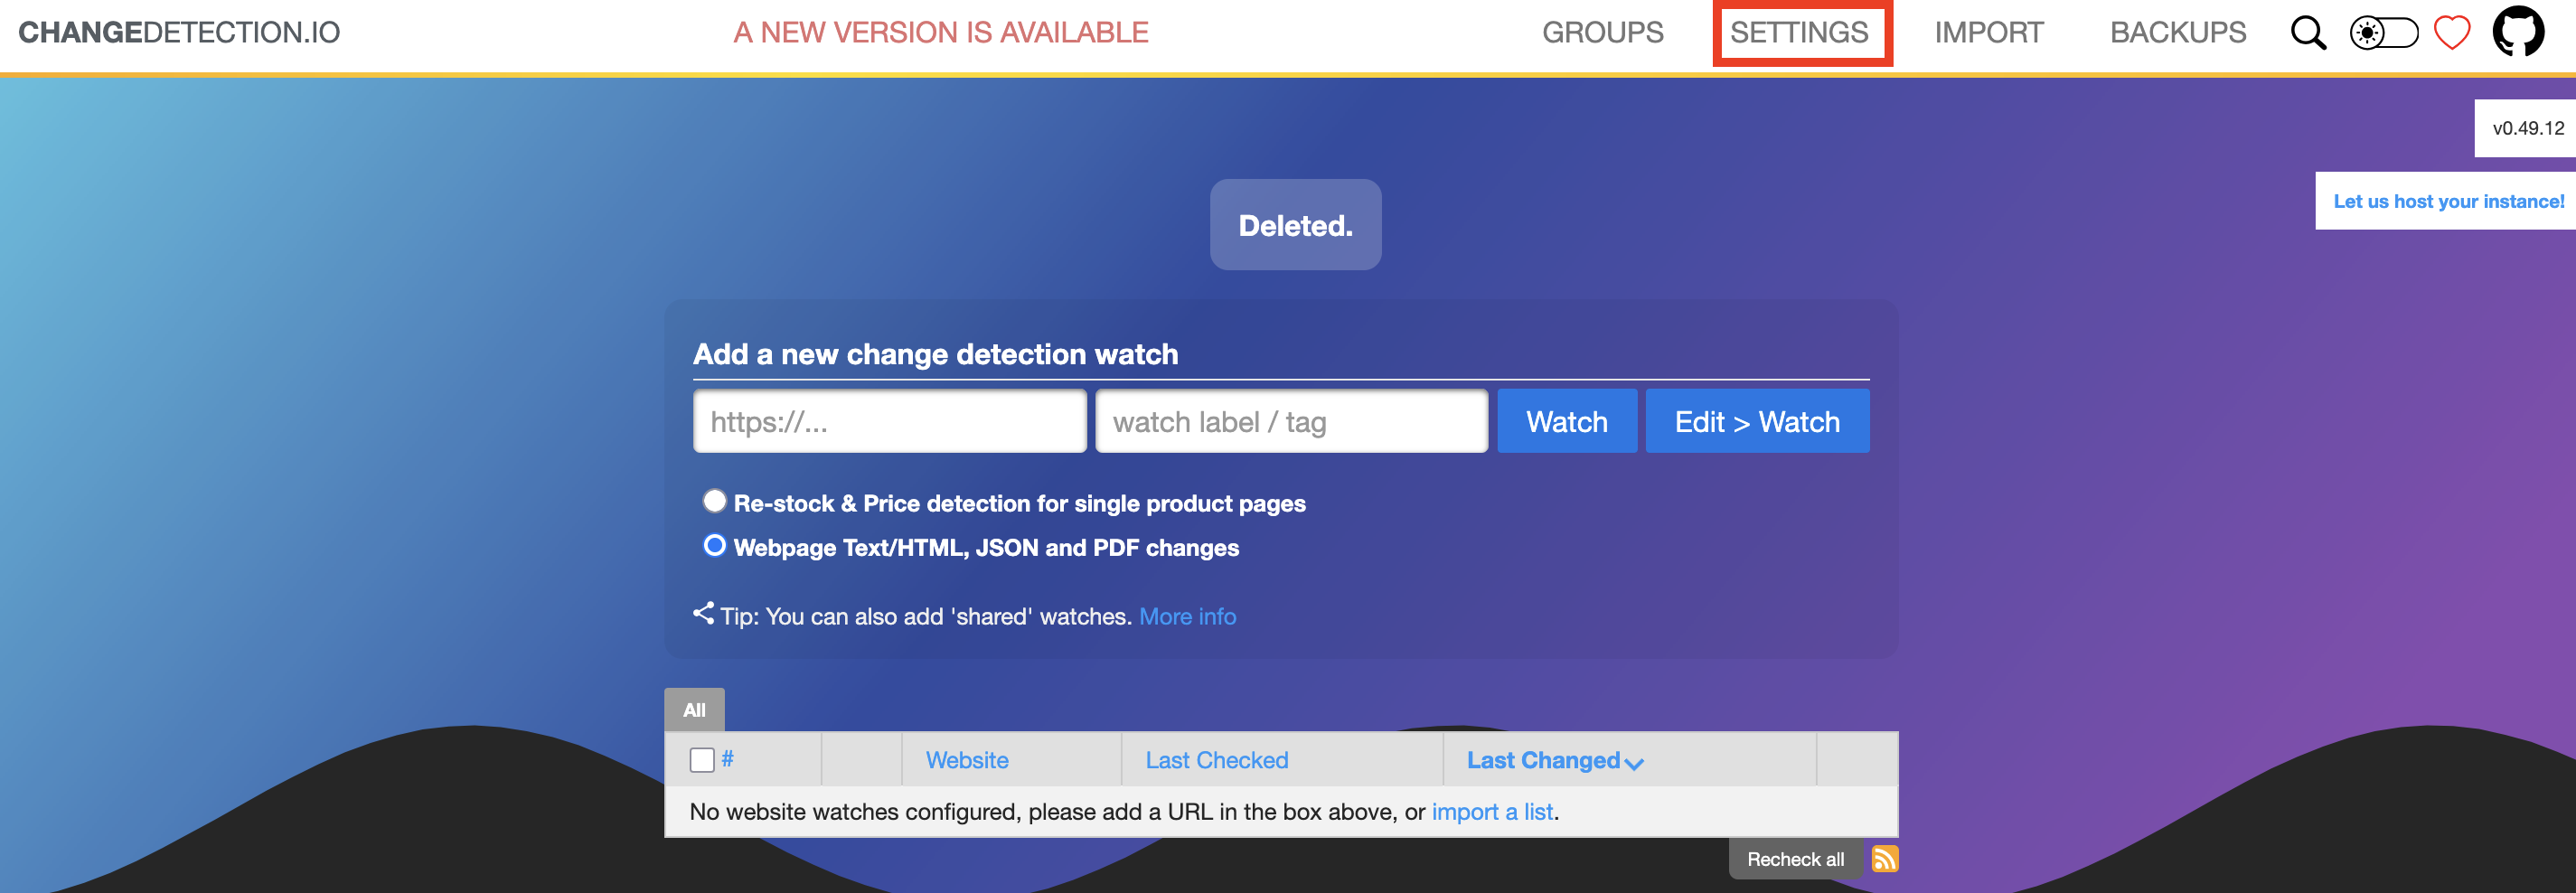 CHANGEDETECTION.IO A NEW VERSION IS AVAILABLE GROUPS SETTINGS IMPORT BACKUPS
v0.49.12
Let us host your instance!
Deleted.
Add a new change detection watch
https://... watch label / tag Watch Edit > Watch
Re-stock & Price detection for single product pages
Webpage Text/HTML, JSON and PDF changes
Tip: You can also add 'shared' watches. More info
All
# Website Last Checked Last Changed
No website watches configured, please add a URL in the box above, or import a list.
Recheck all